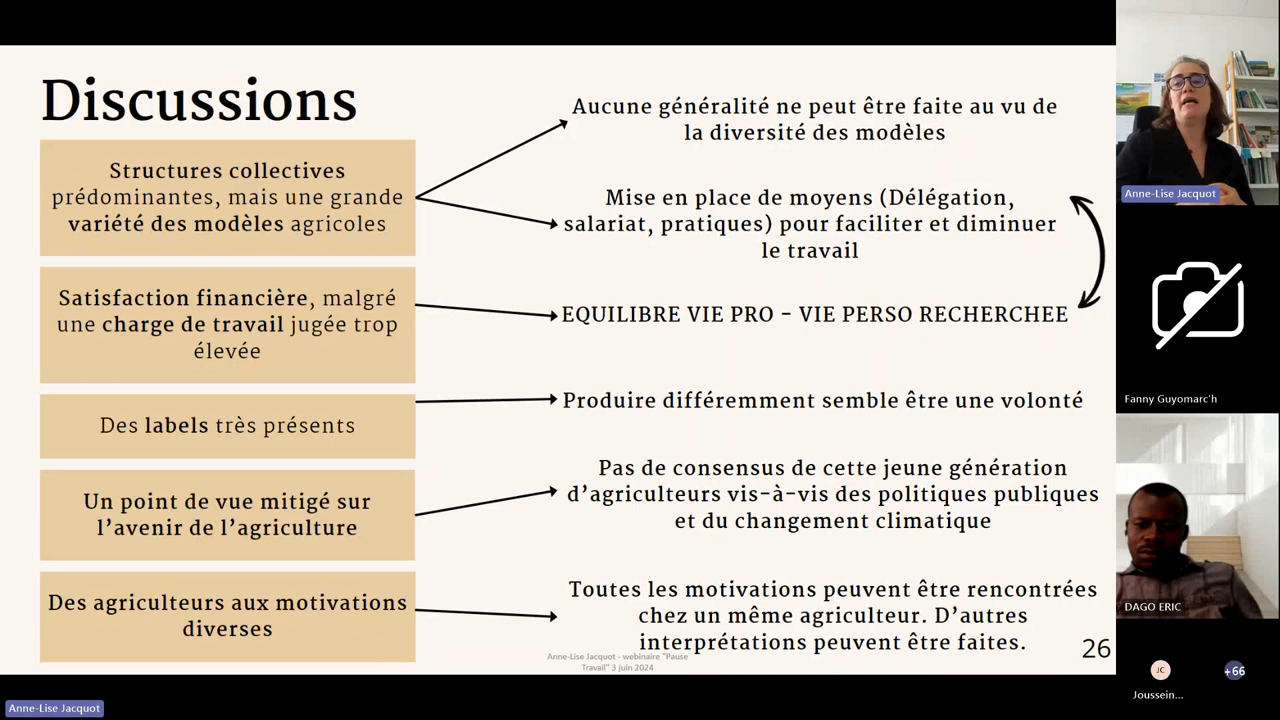 Discussions
Structures collectives
prédominantes, mais une grande
variété des modèles agricoles
Aucune généralité ne peut être faite au vu de
la diversité des modèles
Mise en place de moyens (Délégation,
salariat, pratiques) pour faciliter et diminuer
le travail
Satisfaction financière, malgré
une charge de travail jugée trop
élevée
EQUILIBRE VIE PRO - VIE PERSO RECHERCHEE
Des labels très présents
Produire différemment semble être une volonté
Un point de vue mitigé sur
l'avenir de l'agriculture
Pas de consensus de cette jeune génération
d'agriculteurs vis-à-vis des politiques publiques
et du changement climatique
Des agriculteurs aux motivations
diverses
Toutes les motivations peuvent être rencontrées
chez un même agriculteur. D'autres
interprétations peuvent être faites.
Anne-Lise Jacquot - webinaire "Pause
Travail" 3 juin 2024
26
Anne-Lise Jacquot
Fanny Guyomarc'h
DAGO ERIC
JC
+66
Joussein...
Anne-Lise Jacquot